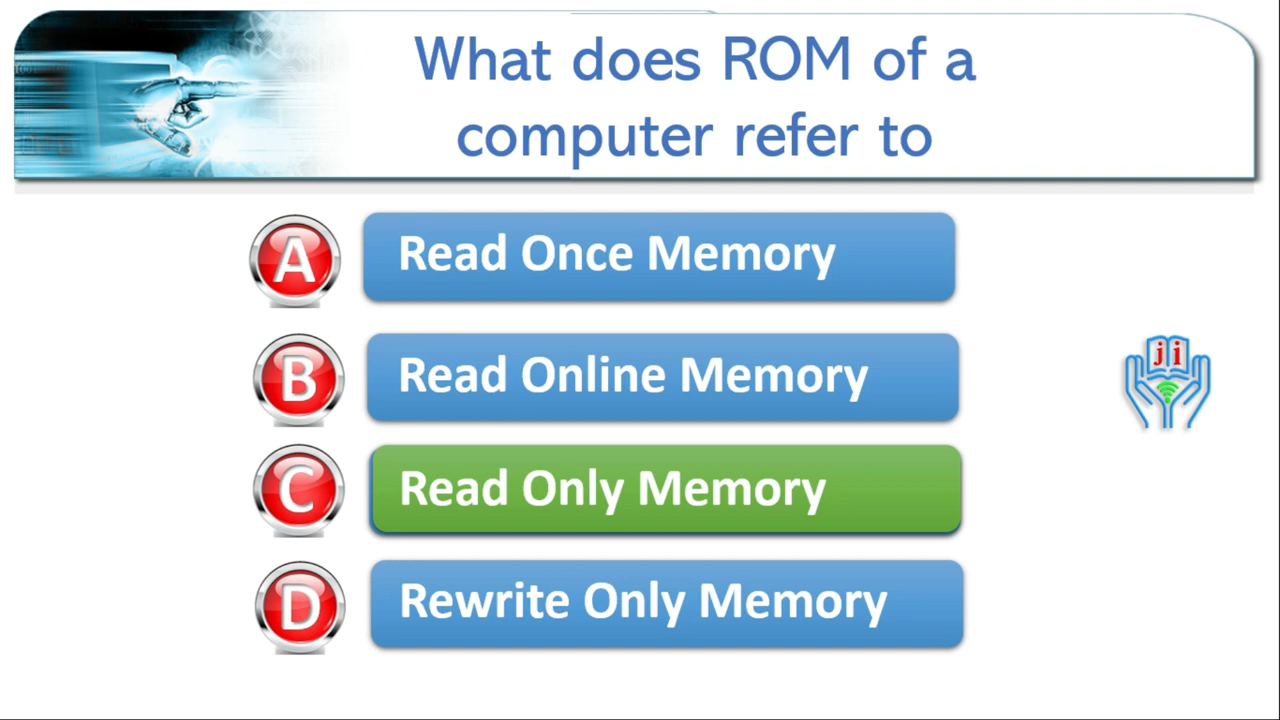 What does ROM of a
computer refer to
A Read Once Memory
B Read Online Memory
j i
C Read Only Memory
D Rewrite Only Memory